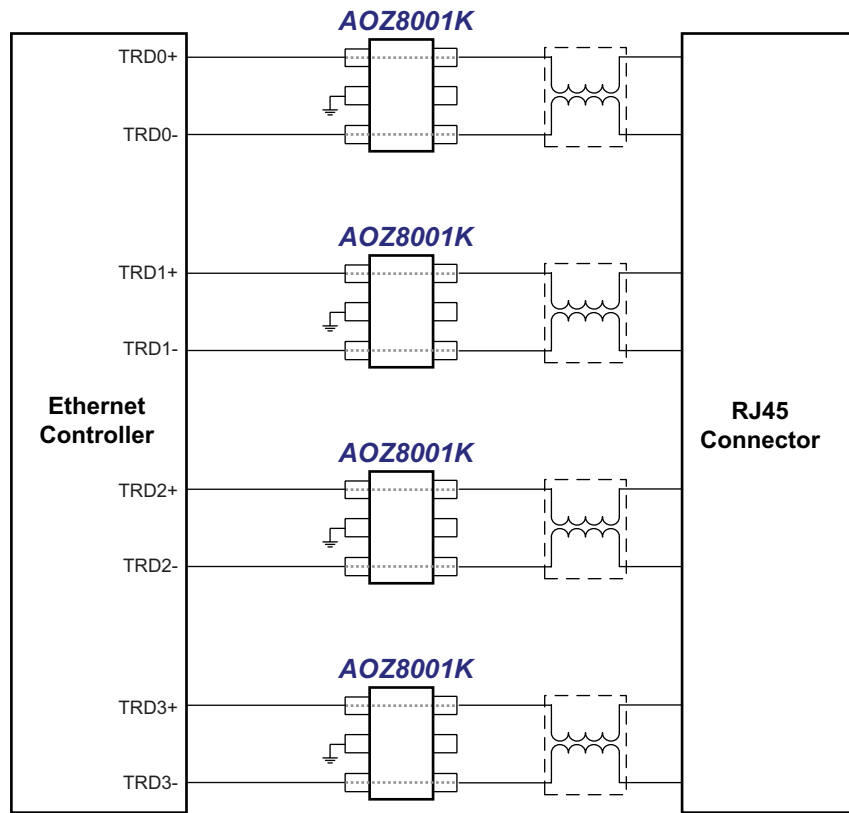 AOZ8001K
TRD0+
TRD0-
AOZ8001K
TRD1+
TRD1-
Ethernet
Controller
RJ45
Connector
AOZ8001K
TRD2+
TRD2-
AOZ8001K
TRD3+
TRD3-